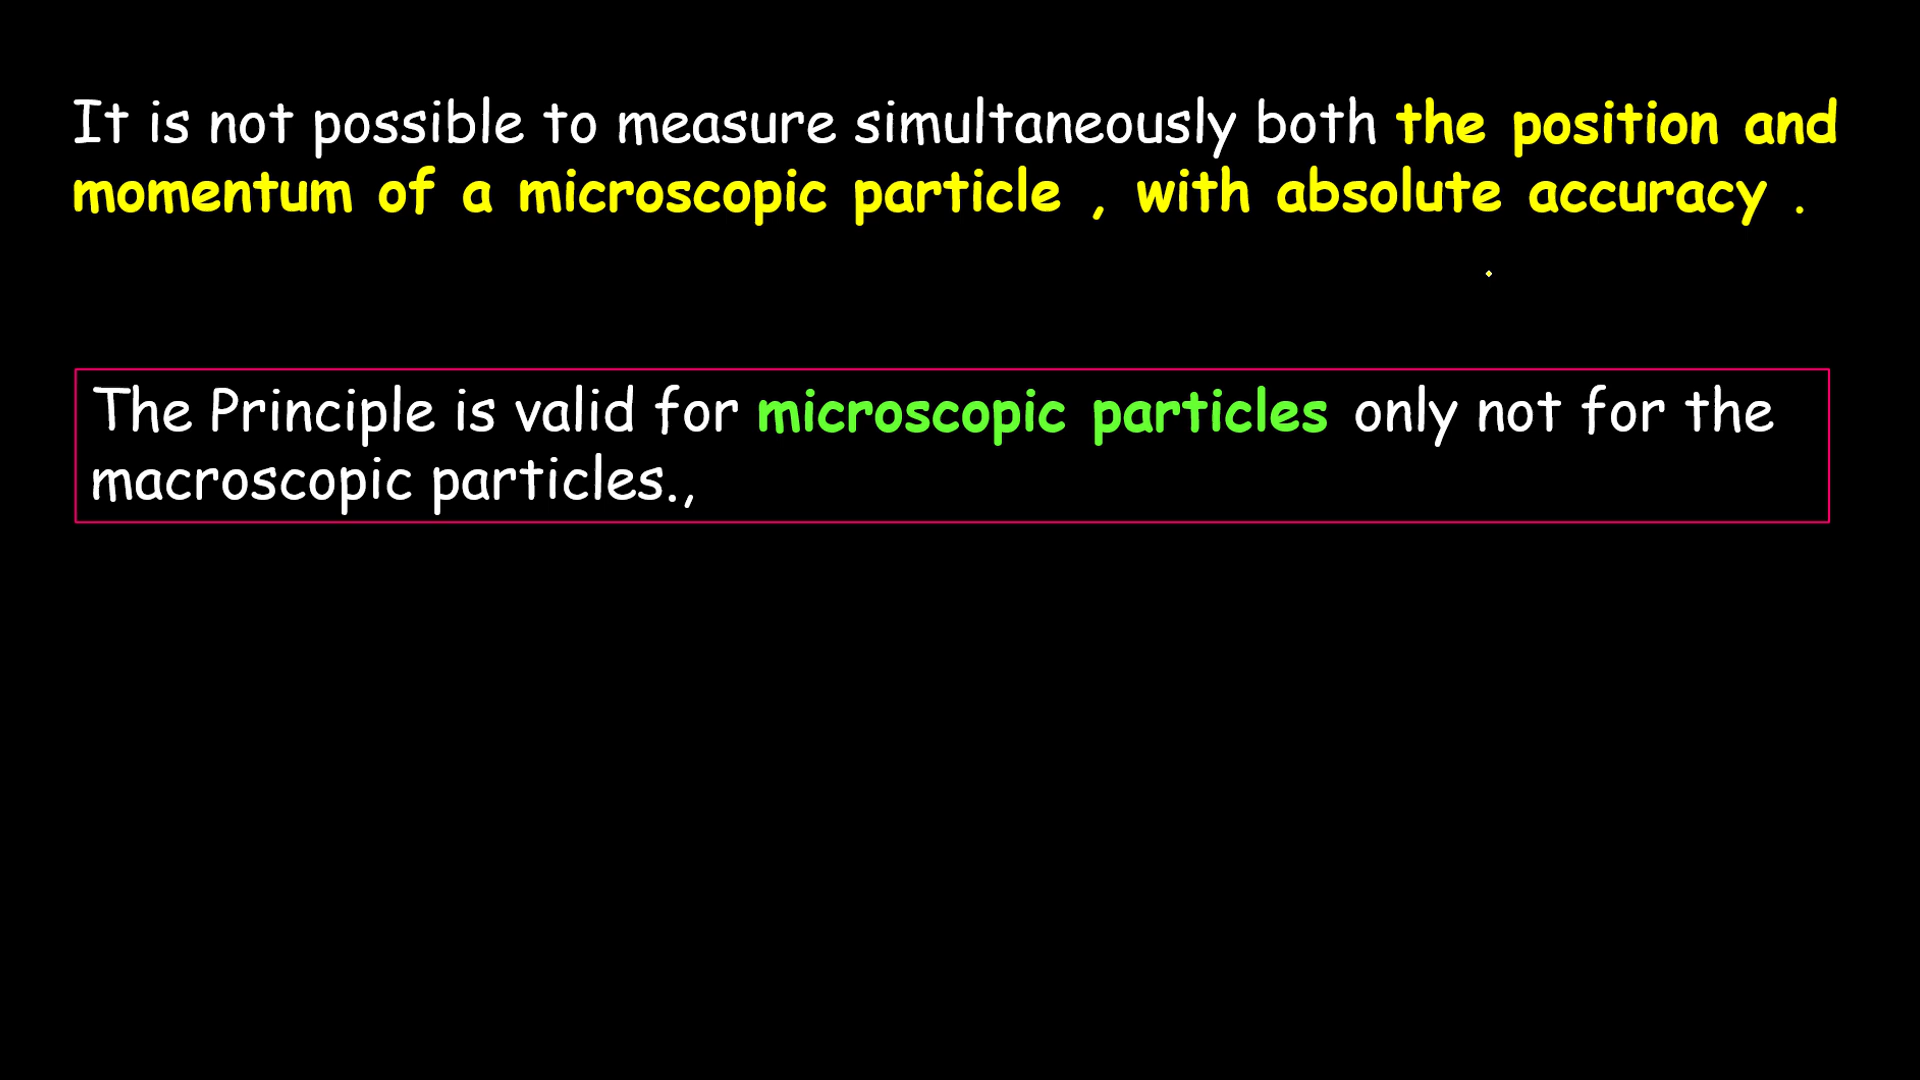 It is not possible to measure simultaneously both the position and
momentum of a microscopic particle , with absolute accuracy .
The Principle is valid for microscopic particles only not for the
macroscopic particles.,